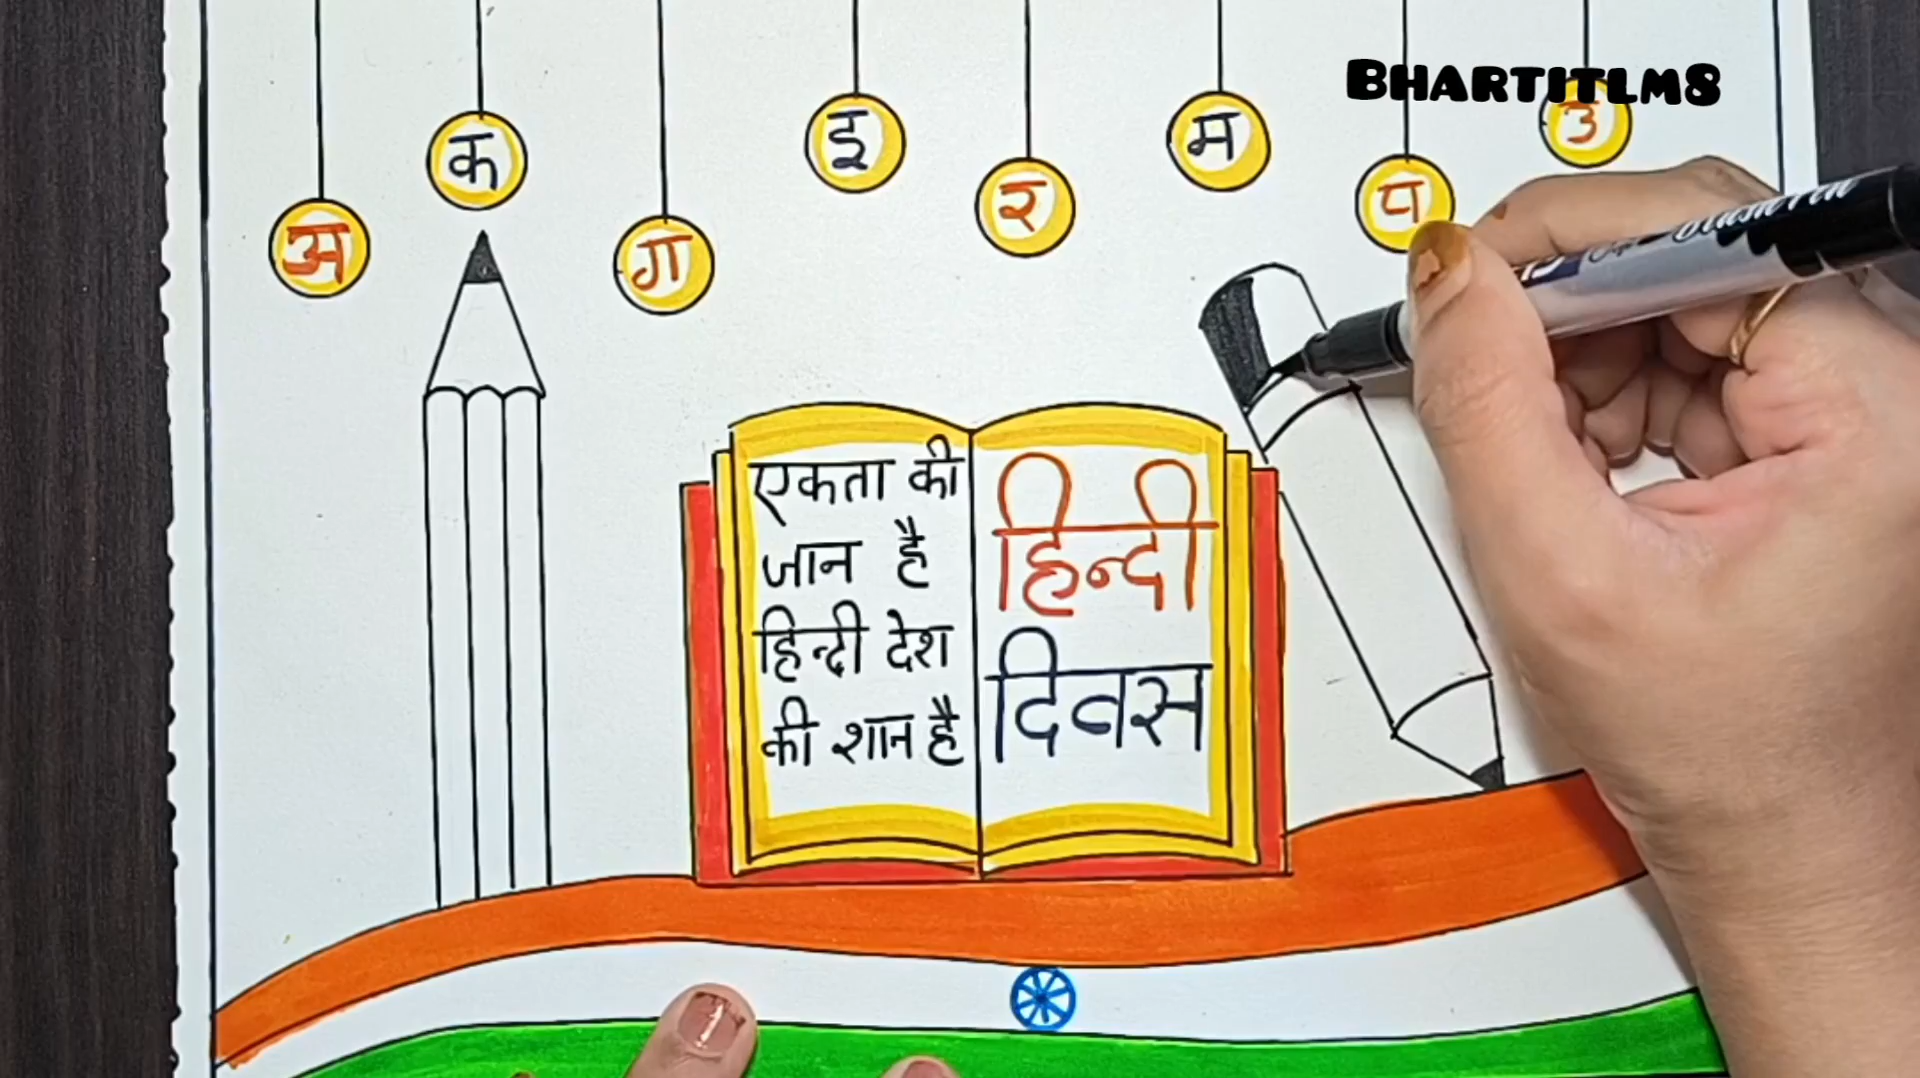 BHARTITLM8
अ
क
ग
इ
र
म
प
उ
एकता की
जान है
हिन्दी देश
की शान है
हिन्दी
दिवस